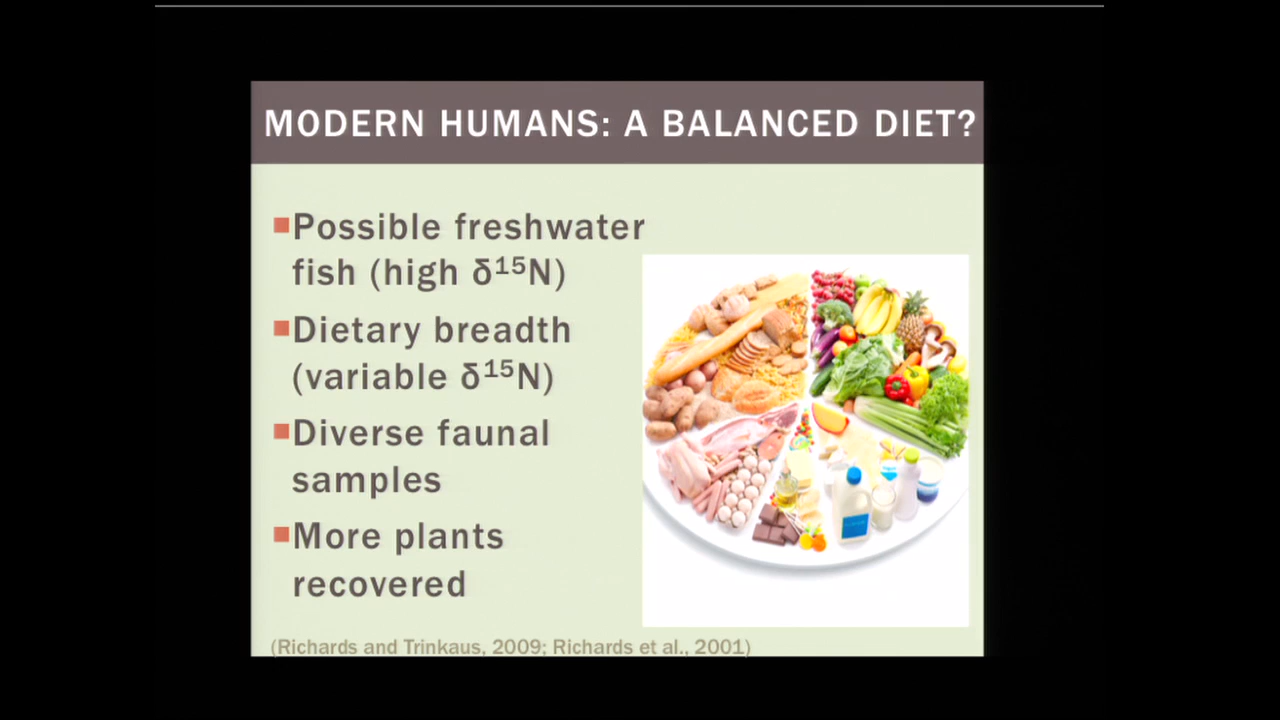 MODERN HUMANS: A BALANCED DIET?
Possible freshwater
fish (high δ¹⁵N)
Dietary breadth
(variable δ¹⁵N)
Diverse faunal
samples
More plants
recovered
(Richards and Trinkaus, 2009; Richards et al., 2001)